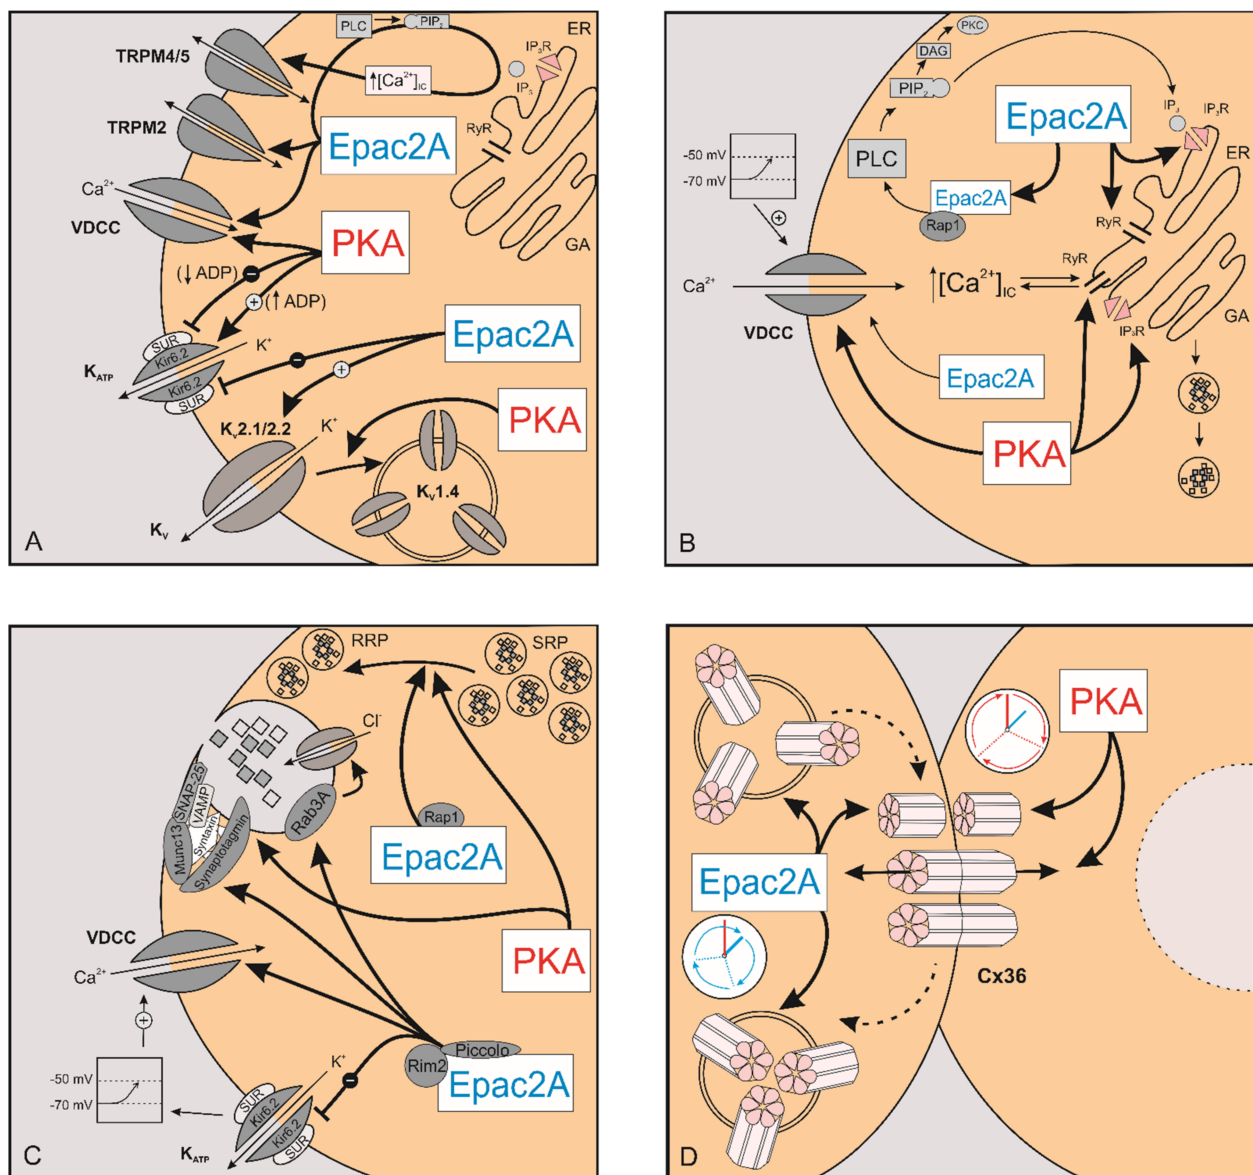 PLC
PIP₂
ER
IP₃R
TRPM4/5
↑[Ca²⁺]IC
IP₃
TRPM2
RyR
Epac2A
Ca²⁺
VDCC
PKA
GA
(↓ADP)
−
+
(↑ADP)
SUR
Kir6.2
K⁺
Epac2A
KATP
Kir6.2
SUR
−
+
PKA
Kv2.1/2.2
K⁺
Kv1.4
Kv
A
PKC
DAG
PIP₂
Epac2A
IP₃
IP₃R
-50 mV
-70 mV
PLC
ER
Epac2A
Rap1
+
RyR
RyR
GA
Ca²⁺
↑[Ca²⁺]IC
VDCC
IP₃R
Epac2A
PKA
B
RRP
SRP
Cl⁻
SNAP-25
VAMP
Syntaxin
Munc13
Synaptotagmin
Rab3A
Rap1
Epac2A
VDCC
Ca²⁺
PKA
+
-50 mV
-70 mV
K⁺
−
Rim2
Piccolo
Epac2A
SUR
Kir6.2
Kir6.2
SUR
KATP
C
PKA
Epac2A
Cx36
D